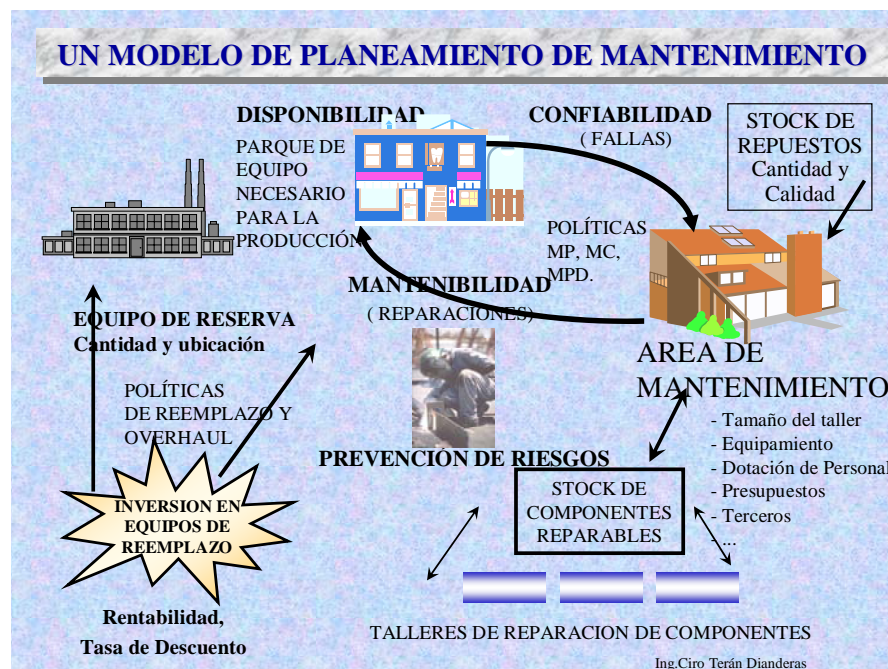 UN MODELO DE PLANEAMIENTO DE MANTENIMIENTO
DISPONIBILIDAD
PARQUE DE
EQUIPO
NECESARIO
PARA LA
PRODUCCIÓN
CONFIABILIDAD
( FALLAS)
STOCK DE
REPUESTOS
Cantidad y
Calidad
POLÍTICAS
MP, MC,
MPD.
MANTENIBILIDAD
( REPARACIONES)
EQUIPO DE RESERVA
Cantidad y ubicación
POLÍTICAS
DE REEMPLAZO Y
OVERHAUL
AREA DE
MANTENIMIENTO
- Tamaño del taller
- Equipamiento
- Dotación de Personal
- Presupuestos
- Terceros
- ...
PREVENCIÓN DE RIESGOS
STOCK DE
COMPONENTES
REPARABLES
INVERSION EN
EQUIPOS DE
REEMPLAZO
Rentabilidad,
Tasa de Descuento
TALLERES DE REPARACION DE COMPONENTES
Ing.Ciro Terán Dianderas